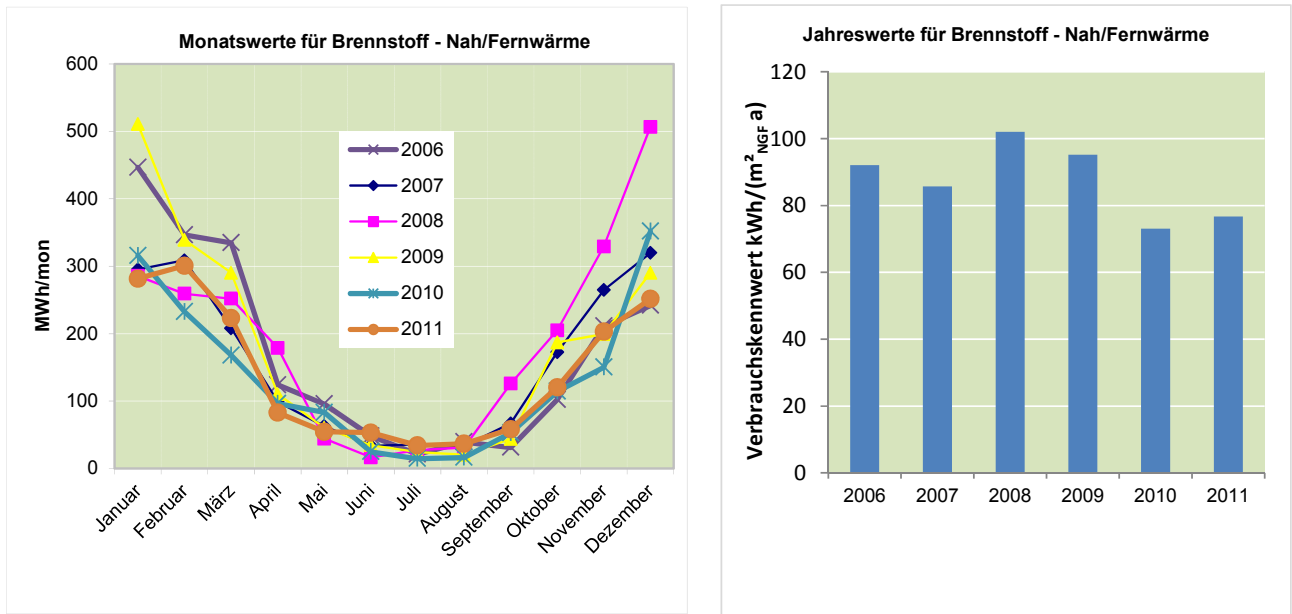 Monatswerte für Brennstoff - Nah/Fernwärme
600
500
400
300
200
100
0
MWh/mon
2006
2007
2008
2009
2010
2011
Januar
Februar
März
April
Mai
Juni
Juli
August
September
Oktober
November
Dezember
Jahreswerte für Brennstoff - Nah/Fernwärme
Verbrauchskennwert kWh/(m²NGF a)
120
100
80
60
40
20
0
2006 2007 2008 2009 2010 2011